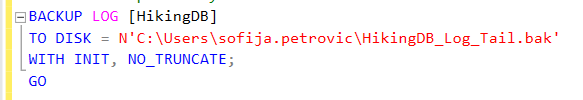 BACKUP LOG [HikingDB]
TO DISK = N'C:\Users\sofija.petrovic\HikingDB_Log_Tail.bak'
WITH INIT, NO_TRUNCATE;
GO